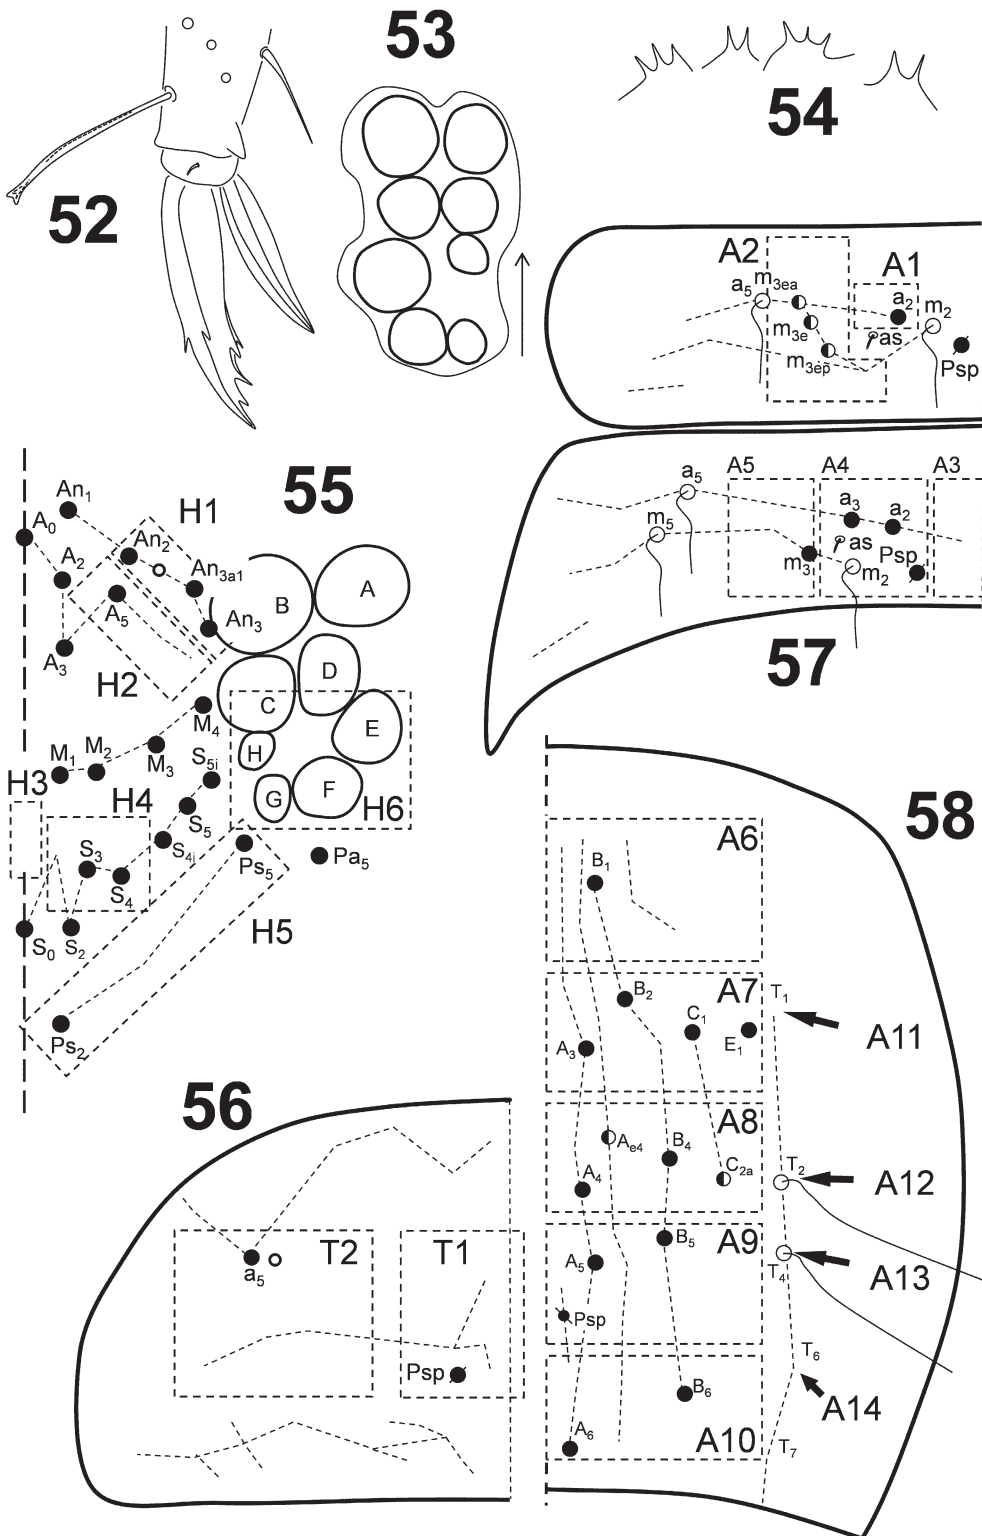 53
54
52
A2
A1
a5 m3ea
a2
m2
m3e
as
m3ep
Psp
55
An1
H1
A0
An2
A2
An3a1
A5
An3
A3
H2
A
B
D
C
E
H
G
F
H6
M4
M1
M2
M3
S5i
H3
H4
S5
S3
S4i
S4
Ps5
Pa5
S0
S2
H5
Ps2
a5
A5
A4
A3
m5
a3
a2
as
Psp
m3
m2
57
58
A6
B1
A7
B2
T1
C1
E1
A3
A11
A8
Ae4
B4
C2a
A4
T2
A12
A9
B5
A5
T4
A13
Psp
T6
B6
A14
A6
A10
T7
56
T2
T1
a5
Psp